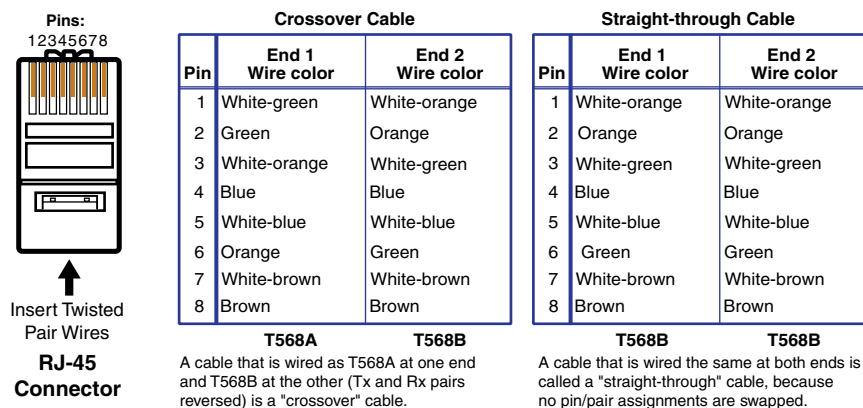 Pins:
12345678
Insert Twisted
Pair Wires
RJ-45
Connector
Crossover Cable
Pin End 1 Wire color End 2 Wire color
1 White-green White-orange
2 Green Orange
3 White-orange White-green
4 Blue Blue
5 White-blue White-blue
6 Orange Green
7 White-brown White-brown
8 Brown Brown
T568A T568B
A cable that is wired as T568A at one end
and T568B at the other (Tx and Rx pairs
reversed) is a "crossover" cable.
Straight-through Cable
Pin End 1 Wire color End 2 Wire color
1 White-orange White-orange
2 Orange Orange
3 White-green White-green
4 Blue Blue
5 White-blue White-blue
6 Green Green
7 White-brown White-brown
8 Brown Brown
T568B T568B
A cable that is wired the same at both ends is
called a "straight-through" cable, because
no pin/pair assignments are swapped.